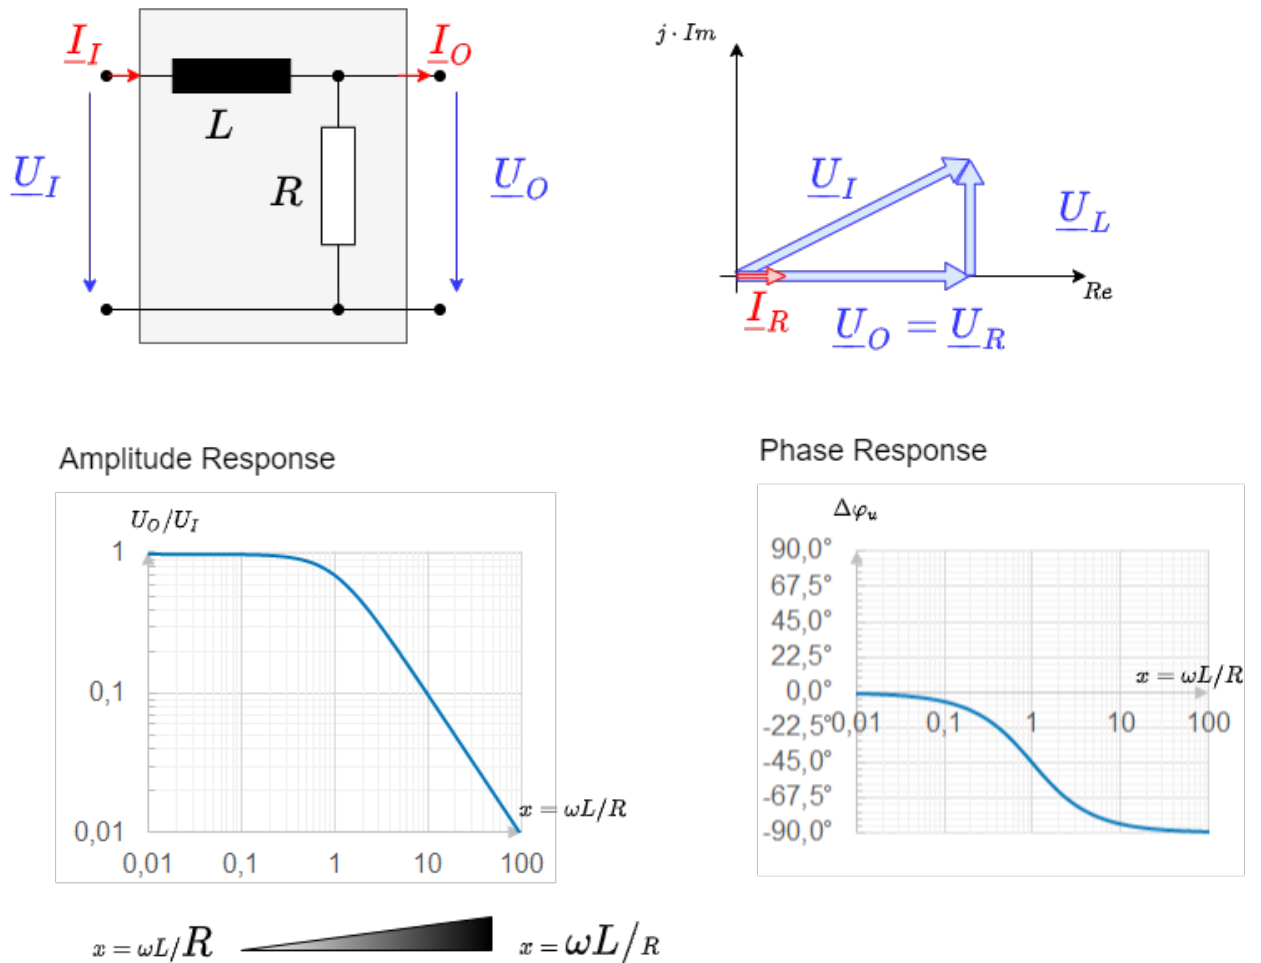 I_I
I_O
L
U_I
R
U_O
j · Im
U_I
U_L
I_R
Re
U_O = U_R
Amplitude Response
U_O/U_I
1
0,1
0,01
x = ωL/R
0,01
0,1
1
10
100
x = ωL/R
x = ωL/R
Phase Response
Δφ_u
90,0°
67,5°
45,0°
22,5°
0,0°
x = ωL/R
-22,5°
0,01
0,1
1
10
100
-45,0°
-67,5°
-90,0°